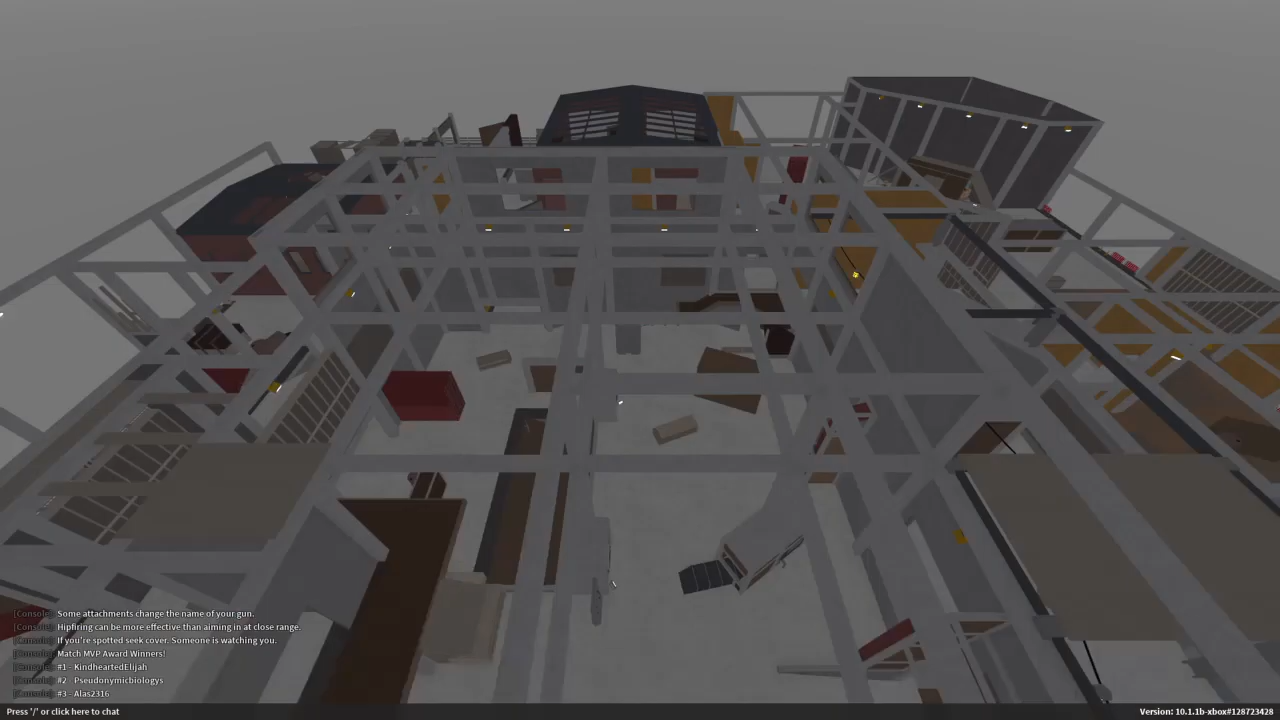 [Console]: Some attachments change the name of your gun.
[Console]: Hipfiring can be more effective than aiming in at close range.
[Console]: If you're spotted seek cover. Someone is watching you.
[Console]: Match MVP Award Winners!
[Console]: #1 - KindheartedElijah
[Console]: #2 - Pseudonymicbiologys
[Console]: #3 - Alas2316
Press '/' or click here to chat
Version: 10.1.1b-xbox#128723428